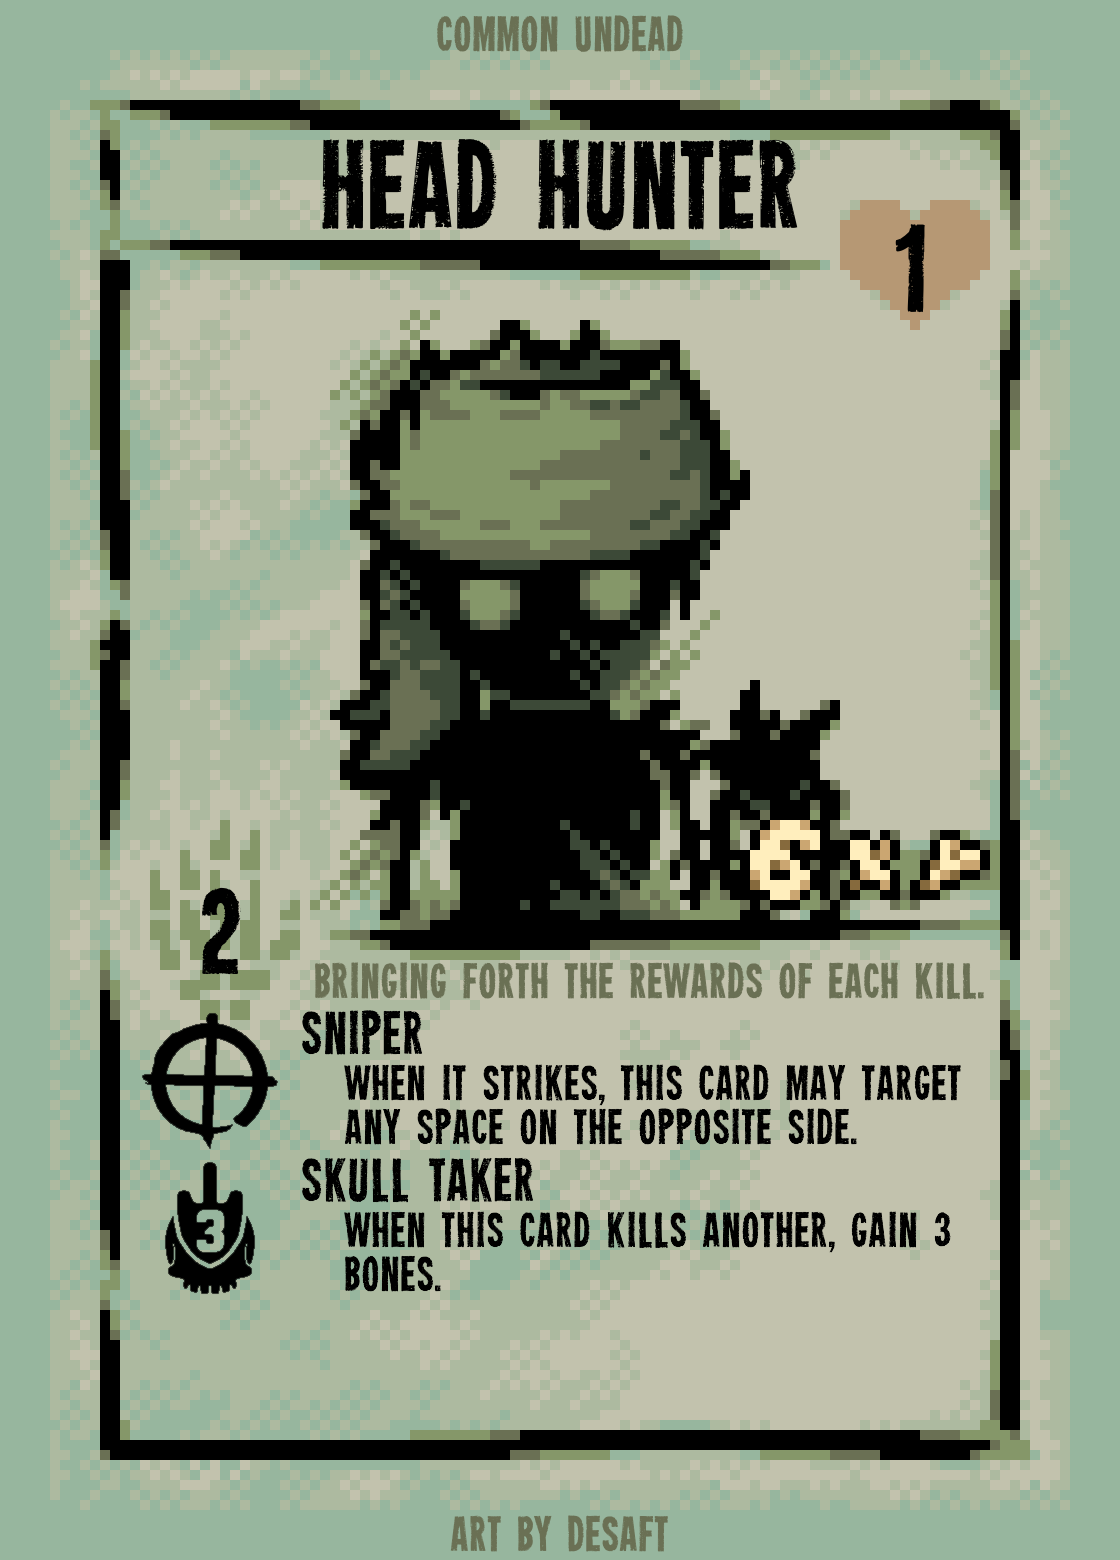 COMMON UNDEAD
HEAD HUNTER
1
6 X
2
BRINGING FORTH THE REWARDS OF EACH KILL.
SNIPER
WHEN IT STRIKES, THIS CARD MAY TARGET
ANY SPACE ON THE OPPOSITE SIDE.
SKULL TAKER
3
WHEN THIS CARD KILLS ANOTHER, GAIN 3
BONES.
ART BY DESAFT